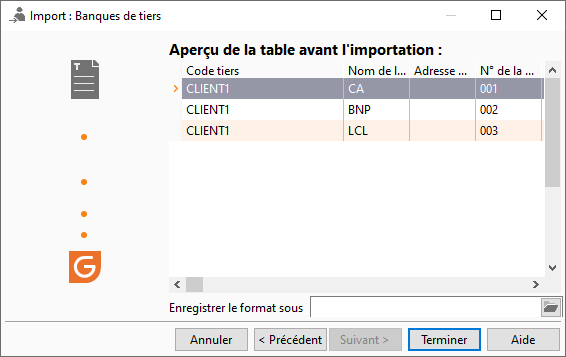 Import : Banques de tiers
Aperçu de la table avant l'importation :
Code tiers Nom de l... Adresse ... N° de la ...
CLIENT1 CA 001
CLIENT1 BNP 002
CLIENT1 LCL 003
Enregistrer le format sous
Annuler < Précédent Suivant > Terminer Aide